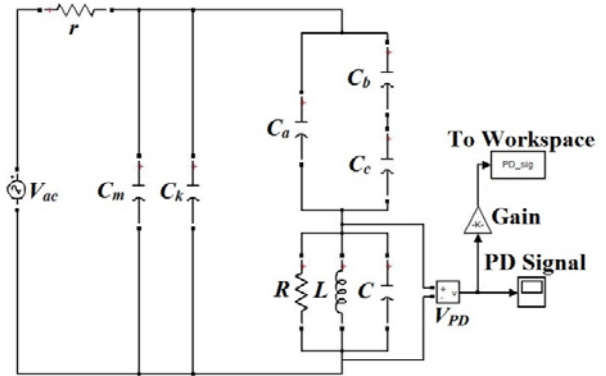 r
C_b
C_a
C_c
To Workspace
PD_sig
V_ac
C_m
C_k
-K-
Gain
PD Signal
R
L
C
+
-
v
V_PD